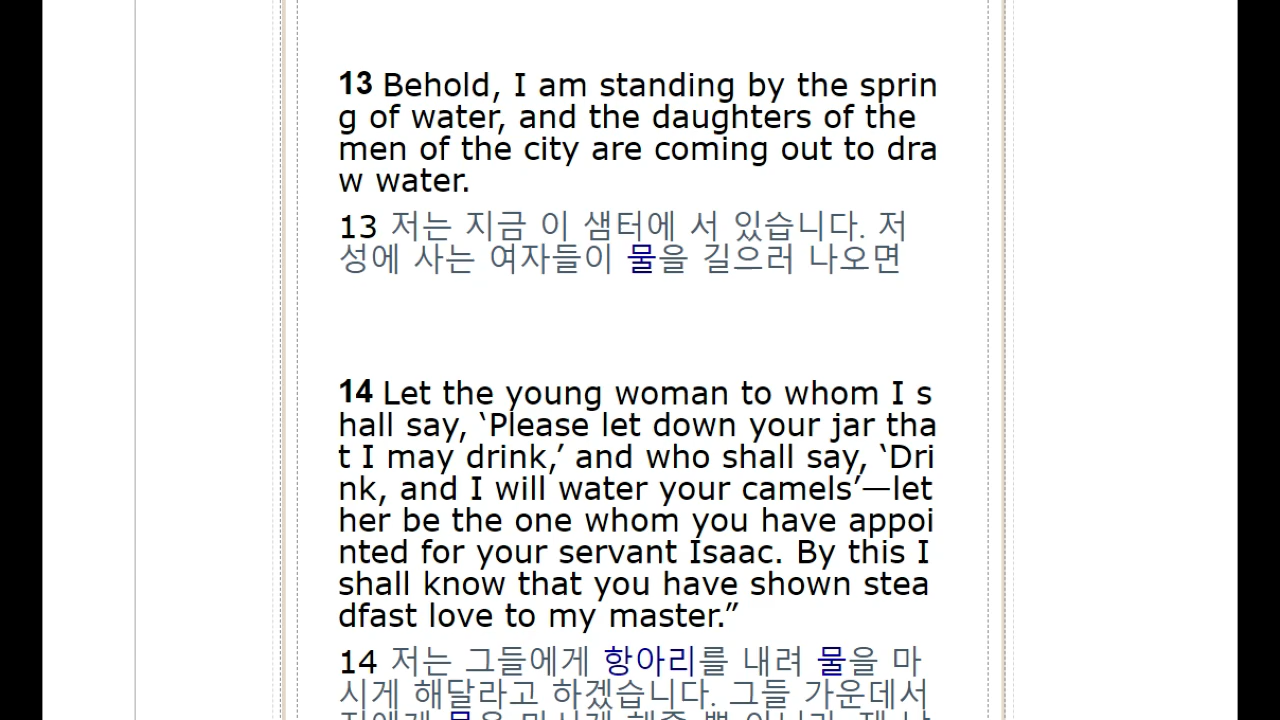 13 Behold, I am standing by the sprin
g of water, and the daughters of the
men of the city are coming out to dra
w water.
13 저는 지금 이 샘터에 서 있습니다. 저
성에 사는 여자들이 물을 길으러 나오면
14 Let the young woman to whom I s
hall say, ‘Please let down your jar tha
t I may drink,’ and who shall say, ‘Dri
nk, and I will water your camels’—let
her be the one whom you have appoi
nted for your servant Isaac. By this I
shall know that you have shown stea
dfast love to my master.”
14 저는 그들에게 항아리를 내려 물을 마
시게 해달라고 하겠습니다. 그들 가운데서